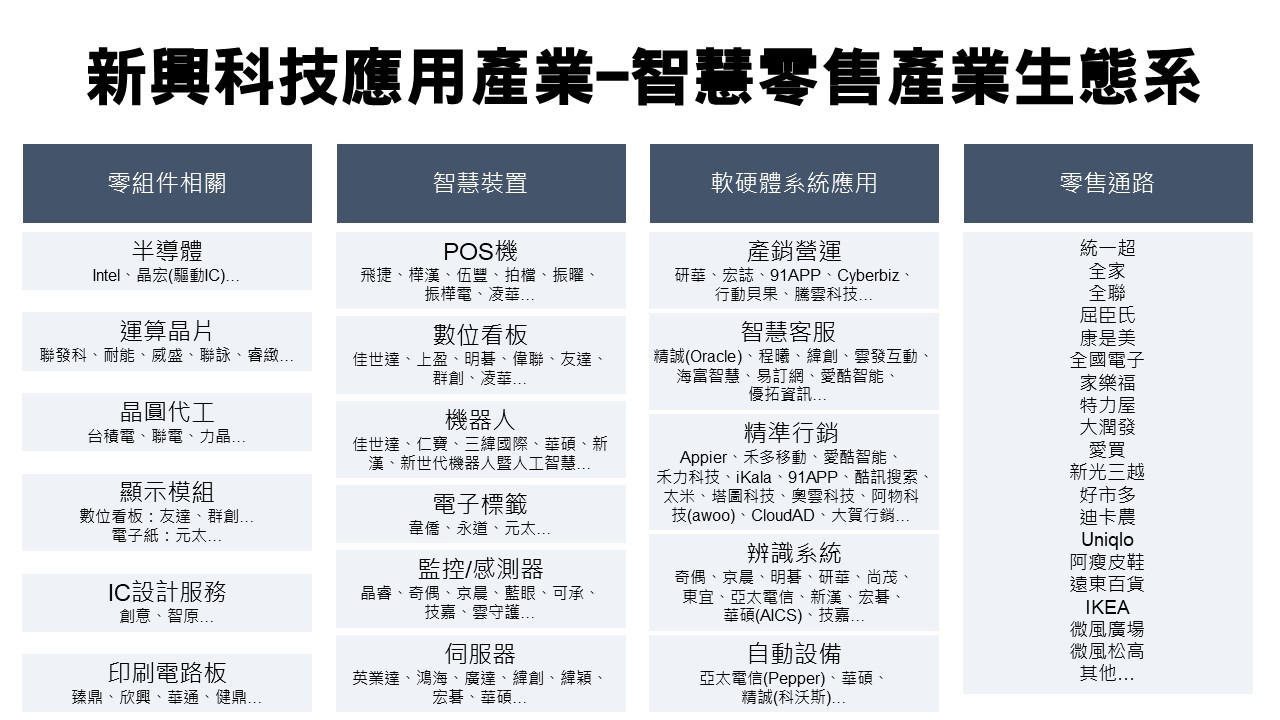 新興科技應用產業-智慧零售產業生態系
零組件相關
半導體
Intel、晶宏(驅動IC)…
運算晶片
聯發科、耐能、威盛、聯詠、睿緻…
晶圓代工
台積電、聯電、力晶…
顯示模組
數位看板：友達、群創…
電子紙：元太…
IC設計服務
創意、智原…
印刷電路板
臻鼎、欣興、華通、健鼎…
智慧裝置
POS機
飛捷、樺漢、伍豐、拍檔、振曜、
振樺電、凌華…
數位看板
佳世達、上盈、明碁、偉聯、友達、
群創、凌華…
機器人
佳世達、仁寶、三緯國際、華碩、新
漢、新世代機器人暨人工智慧…
電子標籤
韋僑、永道、元太…
監控/感測器
晶睿、奇偶、京晨、藍眼、可承、
技嘉、雲守護…
伺服器
英業達、鴻海、廣達、緯創、緯穎、
宏碁、華碩…
軟硬體系統應用
產銷營運
研華、宏誌、91APP、Cyberbiz、
行動貝果、騰雲科技…
智慧客服
精誠(Oracle)、程曦、緯創、雲發互動、
海富智慧、易訂網、愛酷智能、
優拓資訊…
精準行銷
Appier、禾多移動、愛酷智能、
禾力科技、iKala、91APP、酷訊搜索、
太米、塔圖科技、奧雲科技、阿物科
技(awoo)、CloudAD、大賀行銷…
辨識系統
奇偶、京晨、明碁、研華、尚茂、
東宜、亞太電信、新漢、宏碁、
華碩(AICS)、技嘉…
自動設備
亞太電信(Pepper)、華碩、
精誠(科沃斯)…
零售通路
統一超
全家
全聯
屈臣氏
康是美
全國電子
家樂福
特力屋
大潤發
愛買
新光三越
好市多
迪卡農
Uniqlo
阿瘦皮鞋
遠東百貨
IKEA
微風廣場
微風松高
其他…